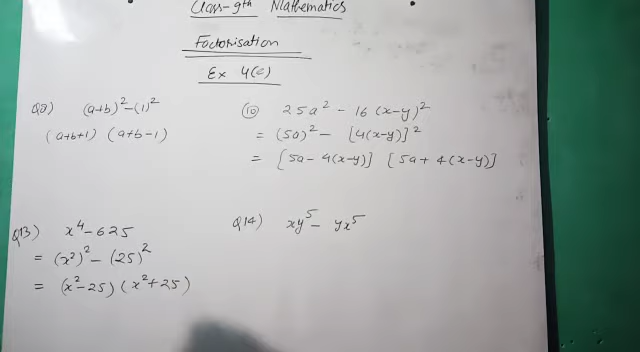 Class-9th Mathematics
Factorisation
Ex 4(c)
Q9) (a+b)²-(1)²
(a+b+1) (a+b-1)
(10) 25a² - 16(x-y)²
= (5a)² - [4(x-y)]²
= [5a - 4(x-y)] [5a + 4(x-y)]
Q13) x⁴-625
= (x²)² - (25)²
= (x²-25) (x²+25)
Q14) xy⁵ - yx⁵